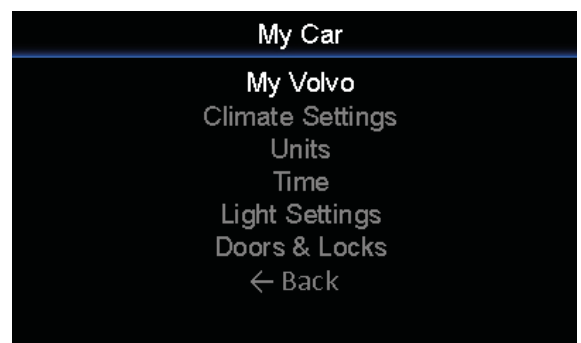 My Car
My Volvo
Climate Settings
Units
Time
Light Settings
Doors & Locks
← Back